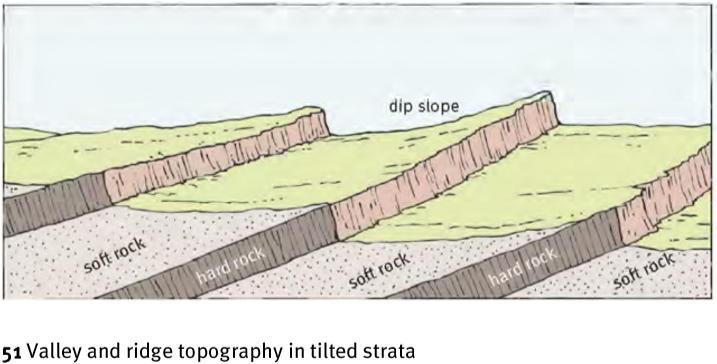 dip slope
soft rock
hard rock
soft rock
hard rock
soft rock
51 Valley and ridge topography in tilted strata